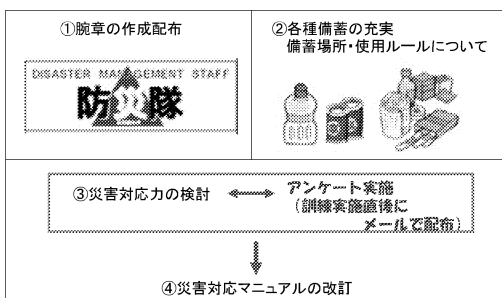 ①腕章の作成配布
DISASTER MANAGEMENT STAFF
防災隊
②各種備蓄の充実
備蓄場所・使用ルールについて
③災害対応力の検討
アンケート実施
(訓練実施直後に
メールで配布)
④災害対応マニュアルの改訂